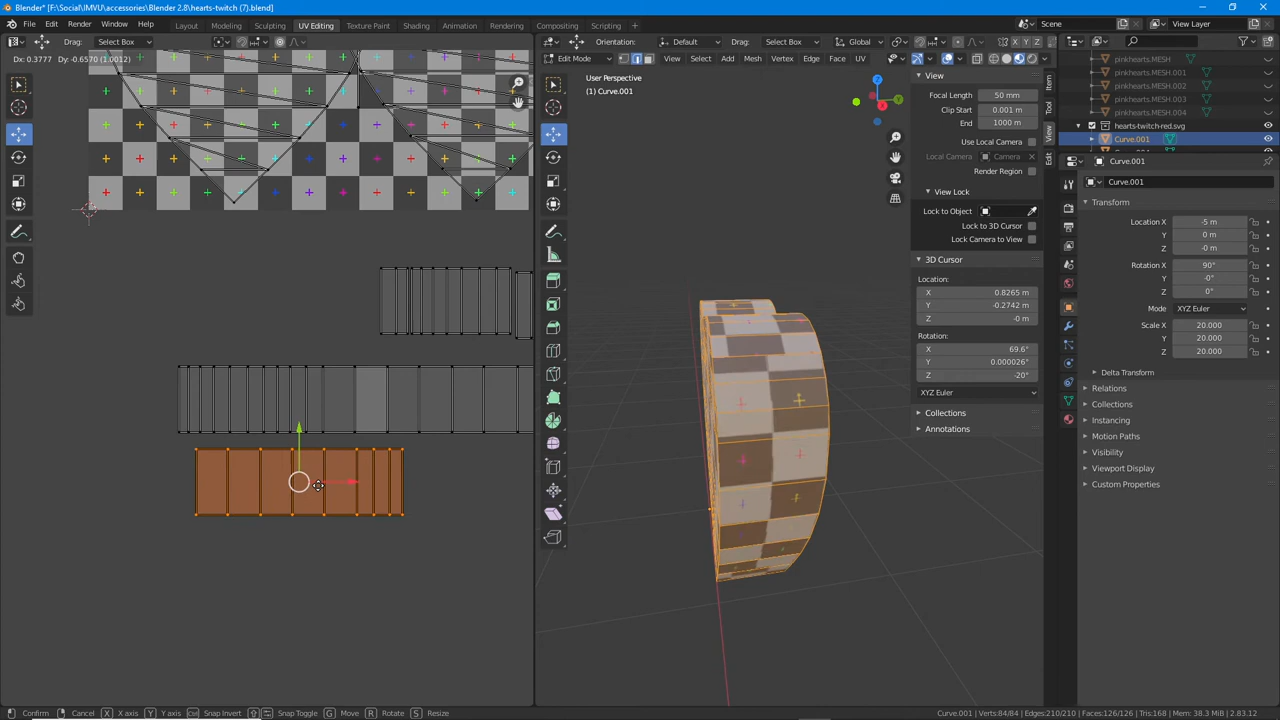 Blender* [F:\Social\IMVU\accessories\Blender 2.8\hearts-twitch (7).blend]
File Edit Render Window Help Layout Modeling Sculpting UV Editing Texture Paint Shading Animation Rendering Compositing Scripting Scene View Layer
Drag: Select Box Orientation: Default Drag: Select Box Global X Y Z
Dx: 0.3777 Dy: -0.6570 (1.0012) Edit Mode View Select Add Mesh Vertex Edge Face UV
User Perspective
(1) Curve.001
View
Focal Length 50 mm
Clip Start 0.001 m
End 1000 m
Use Local Camera
Local Camera Camera
Render Region
View Lock
Lock to Object
Lock to 3D Cursor
Lock Camera to View
3D Cursor
Location:
X 0.8265 m
Y -0.2742 m
Z -0 m
Rotation:
X 69.6°
Y 0.000026°
Z -20°
XYZ Euler
Collections
Annotations
Item
Tool
View
Edit
pinkhearts.MESH
pinkhearts.MESH.001
pinkhearts.MESH.002
pinkhearts.MESH.003
pinkhearts.MESH.004
hearts-twitch-red.svg
Curve.001
Curve.001
Curve.001
Transform
Location X -5 m
Y 0 m
Z -0 m
Rotation X 90°
Y -0°
Z 0°
Mode XYZ Euler
Scale X 20.000
Y 20.000
Z 20.000
Delta Transform
Relations
Collections
Instancing
Motion Paths
Visibility
Viewport Display
Custom Properties
Confirm Cancel X X axis Y Y axis Snap Invert Snap Toggle G Move R Rotate S Resize Curve.001 | Verts:84/84 | Edges:210/210 | Faces:126/126 | Tris:168 | Mem: 38.3 MiB | 2.83.12